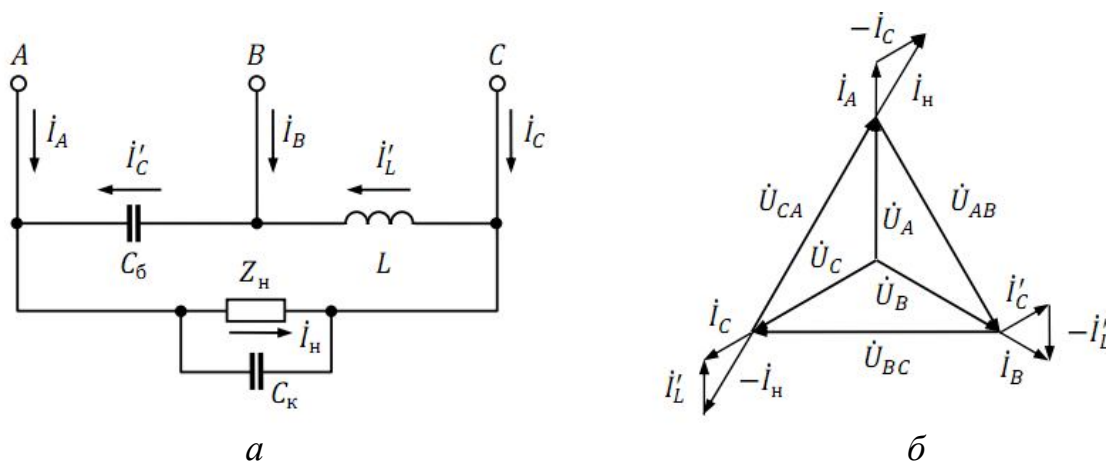 A B C
İ_A İ_B İ_C
İ'_C İ'_L
C_б L
Z_н
İ_н
C_к
а
−İ_C
İ_A İ_н
U̇_CA U̇_A U̇_AB
U̇_C U̇_B
İ_C İ'_C
−İ'_L
U̇_BC İ_B
İ'_L −İ_н
б